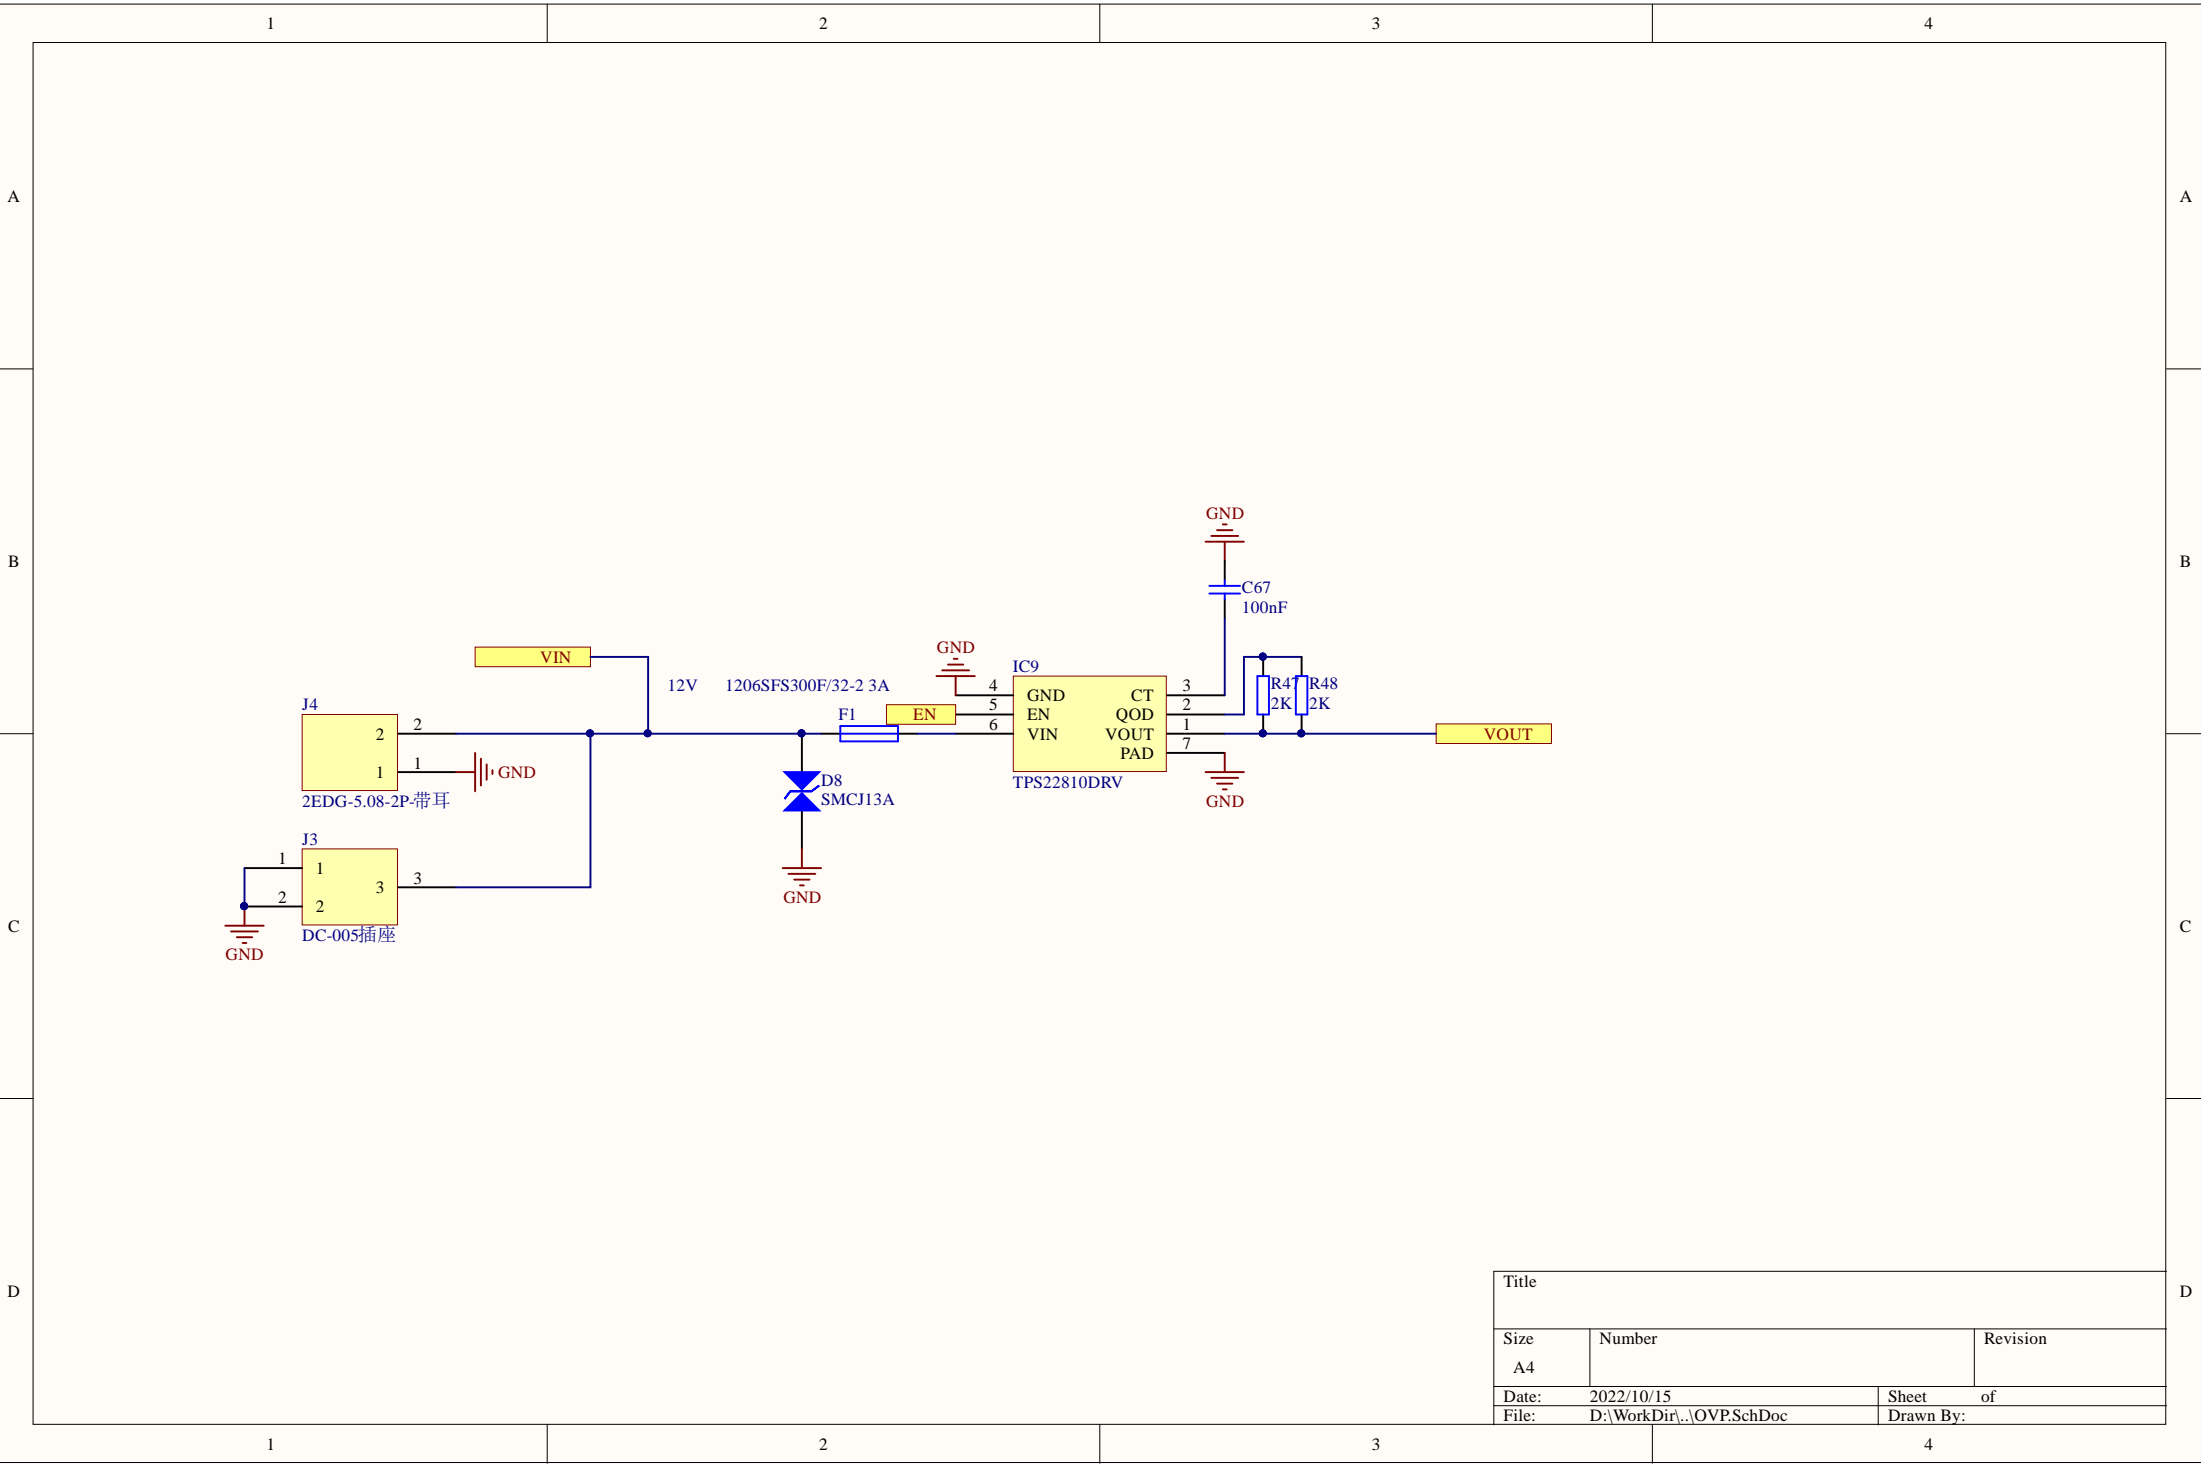 1 2 3 4
A A
GND
B B
C67
100nF
GND
VIN
IC9
12V 1206SFS300F/32-2 3A
4 GND CT 3
R47 R48
2K 2K
J4
F1
EN 5 EN QOD 2
2 2
6 VIN VOUT 1
VOUT
7 PAD
1 1 GND
D8
SMCJ13A
TPS22810DRV
GND
2EDG-5.08-2P-带耳
J3
1 1
3 3
2 2
GND
C C
DC-005插座
GND
Title
D D
Size Number Revision
A4
Date: 2022/10/15 Sheet of
File: D:\WorkDir\..\OVP.SchDoc Drawn By:
1 2 3 4